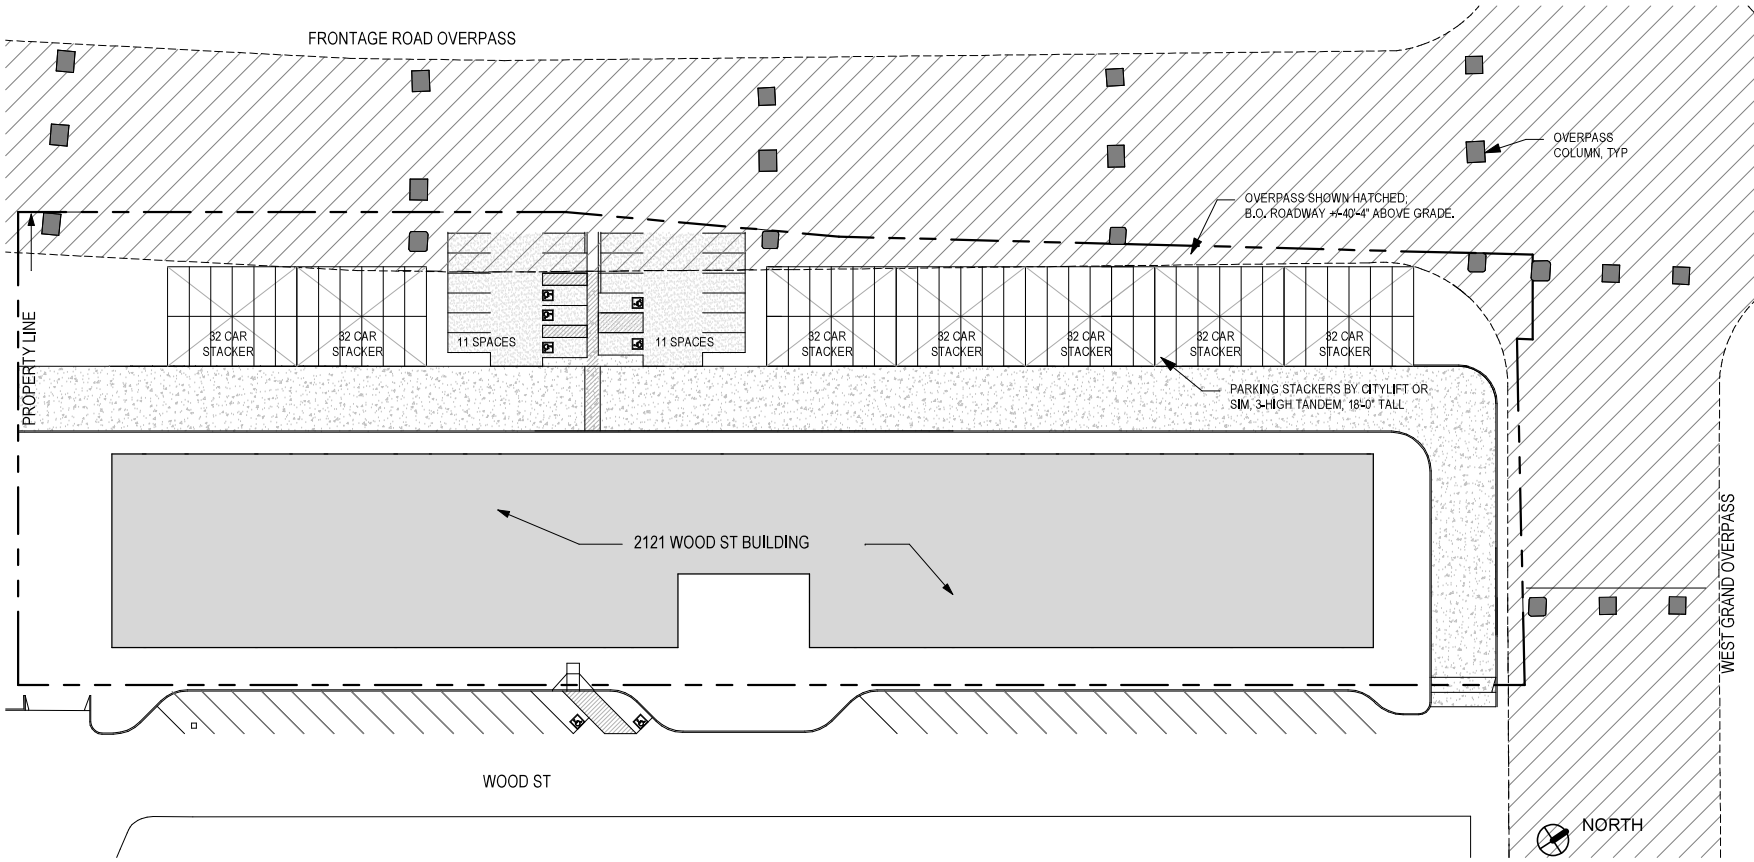 FRONTAGE ROAD OVERPASS
OVERPASS
COLUMN, TYP
OVERPASS SHOWN HATCHED;
B.O. ROADWAY +/-40'-4" ABOVE GRADE.
PROPERTY LINE
32 CAR
STACKER
32 CAR
STACKER
11 SPACES
11 SPACES
32 CAR
STACKER
32 CAR
STACKER
32 CAR
STACKER
32 CAR
STACKER
32 CAR
STACKER
PARKING STACKERS BY CITYLIFT OR
SIM, 3-HIGH TANDEM, 18'-0" TALL
2121 WOOD ST BUILDING
WEST GRAND OVERPASS
WOOD ST
NORTH